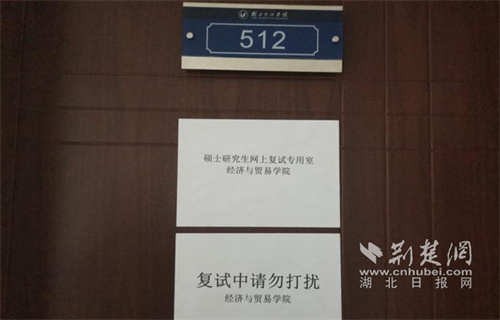 512
硕士研究生网上复试专用室
经济与贸易学院
复试中请勿打扰
经济与贸易学院
荆楚网
www.cnhubei.com
湖北日报网